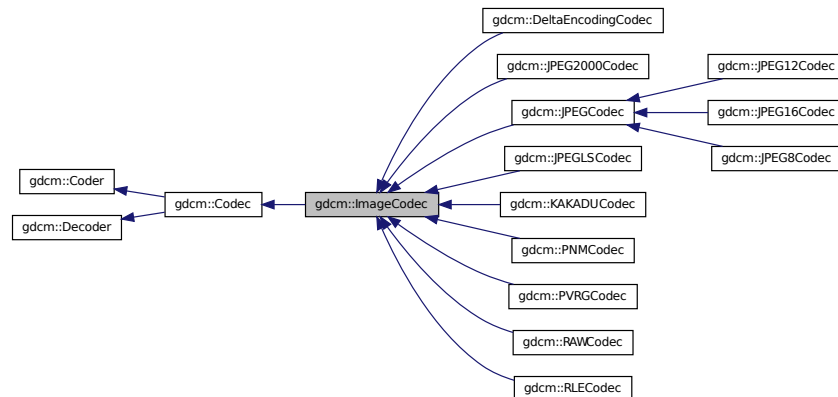 gdcm::DeltaEncodingCodec
gdcm::JPEG2000Codec
gdcm::JPEG12Codec
gdcm::JPEGCodec
gdcm::JPEG16Codec
gdcm::JPEGLSCodec
gdcm::JPEG8Codec
gdcm::Coder
gdcm::Codec
gdcm::ImageCodec
gdcm::KAKADUCodec
gdcm::Decoder
gdcm::PNMCodec
gdcm::PVRGCodec
gdcm::RAWCodec
gdcm::RLECodec